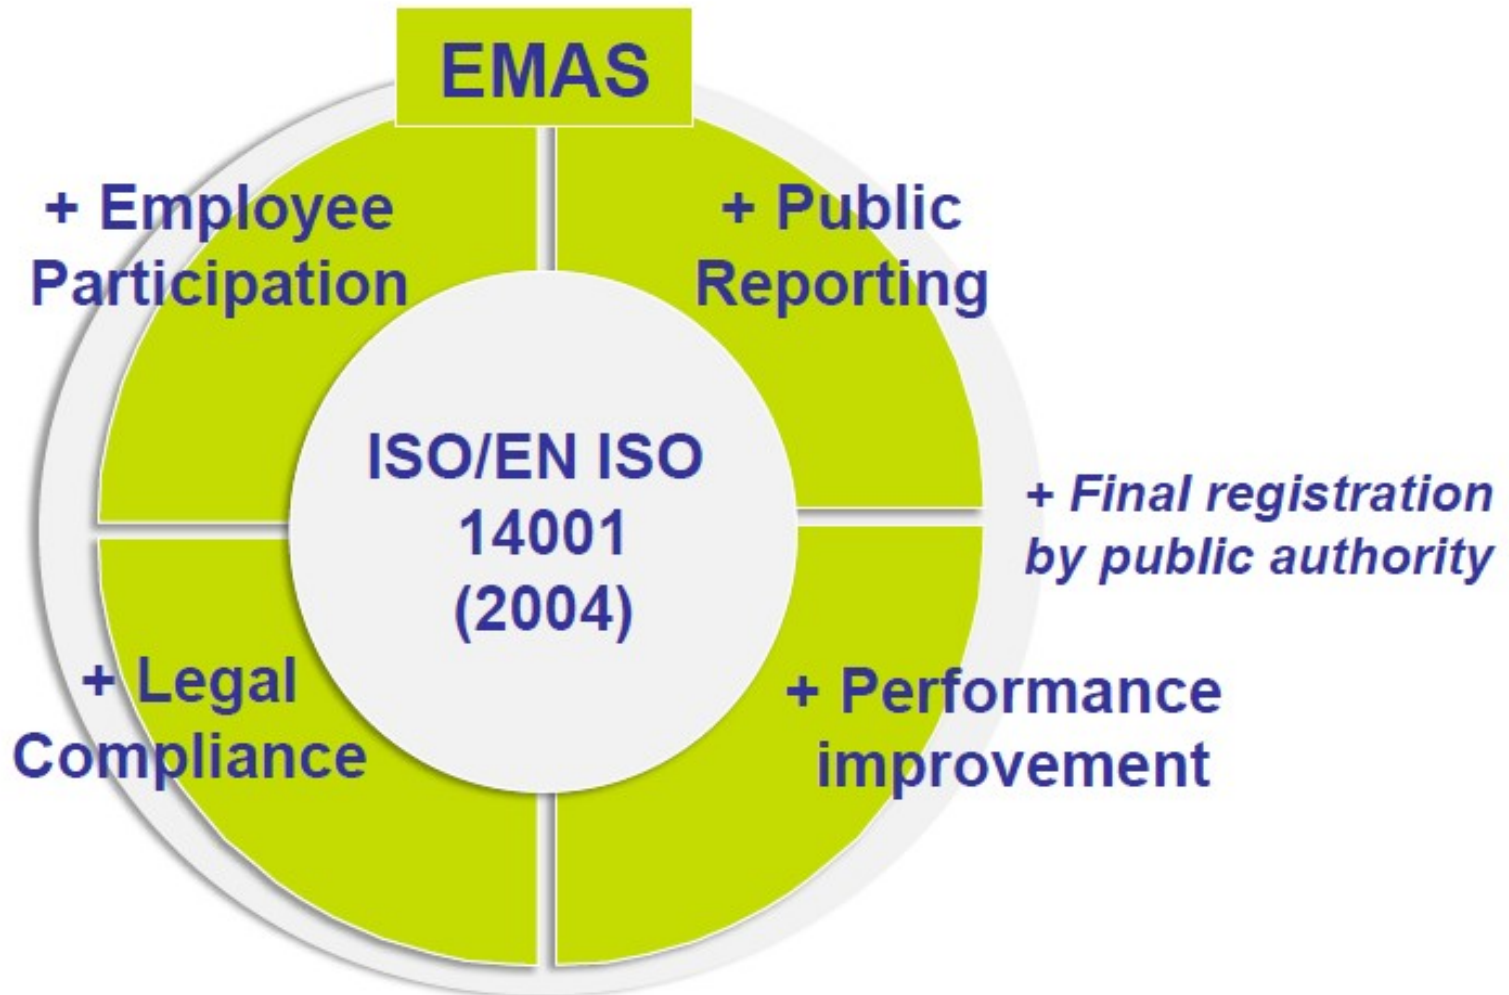 EMAS
+ Employee
Participation
+ Public
Reporting
ISO/EN ISO
14001
(2004)
+ Final registration
by public authority
+ Legal
Compliance
+ Performance
improvement